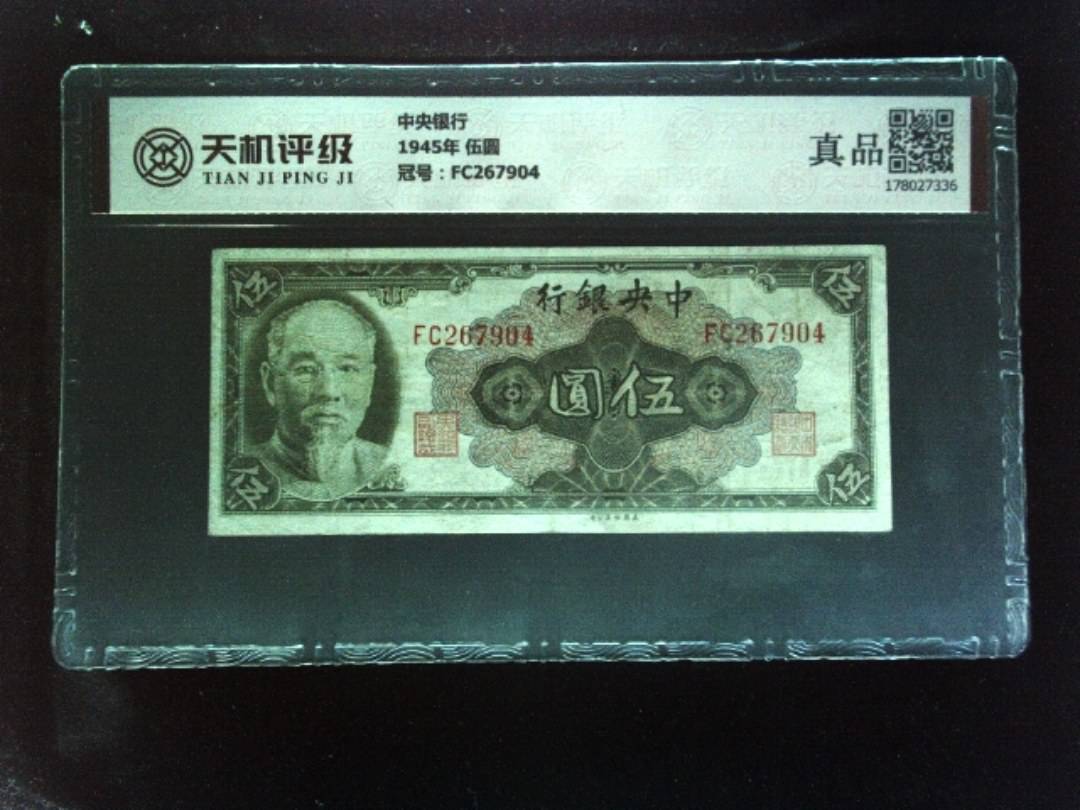 天机评级
TIAN JI PING JI
中央银行
1945年 伍圆
冠号：FC267904
真品
178027336
伍
伍
行銀央中
FC267904
FC267904
圓伍
伍
伍